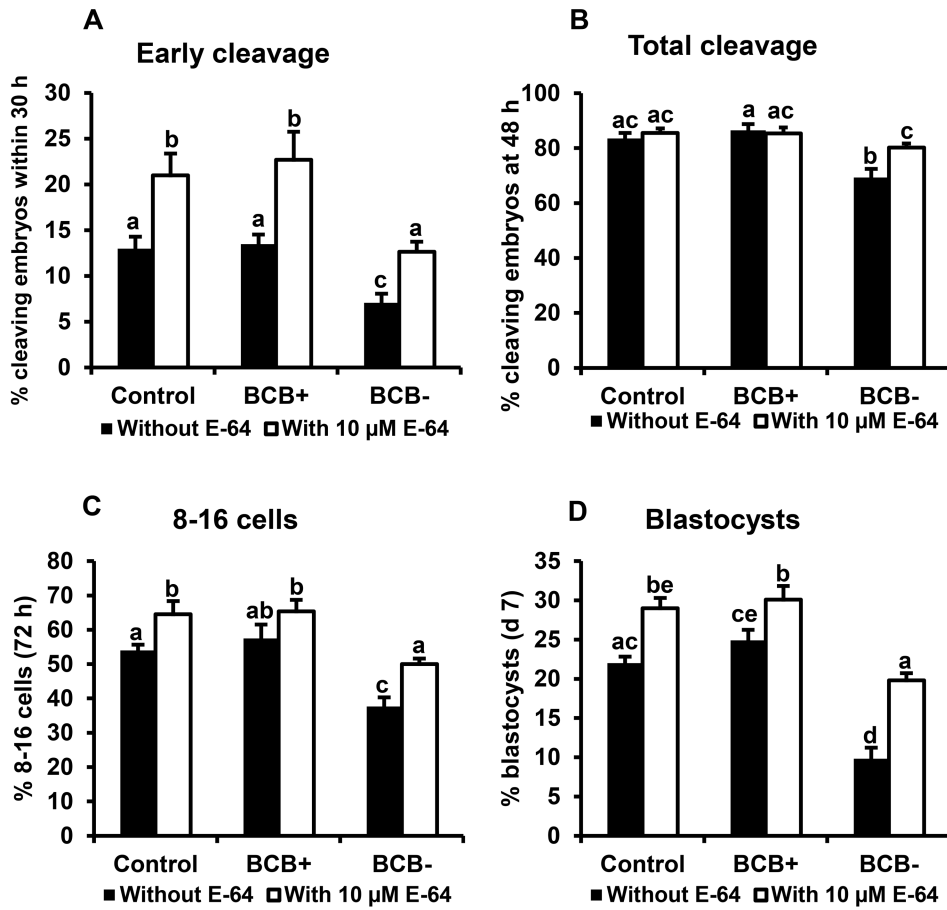 A
Early cleavage
% cleaving embryos within 30 h
30
25
20
15
10
5
0
a
b
a
b
c
a
Control
BCB+
BCB-
Without E-64
With 10 µM E-64
B
Total cleavage
% cleaving embryos at 48 h
100
80
60
40
20
0
ac
ac
a
ac
b
c
Control
BCB+
BCB-
Without E-64
With 10 µM E-64
C
8-16 cells
% 8-16 cells (72 h)
80
70
60
50
40
30
20
10
0
a
b
ab
b
c
a
Control
BCB+
BCB-
Without E-64
With 10 µM E-64
D
Blastocysts
% blastocysts (d 7)
35
30
25
20
15
10
5
0
ac
be
ce
b
d
a
Control
BCB+
BCB-
Without E-64
With 10 µM E-64